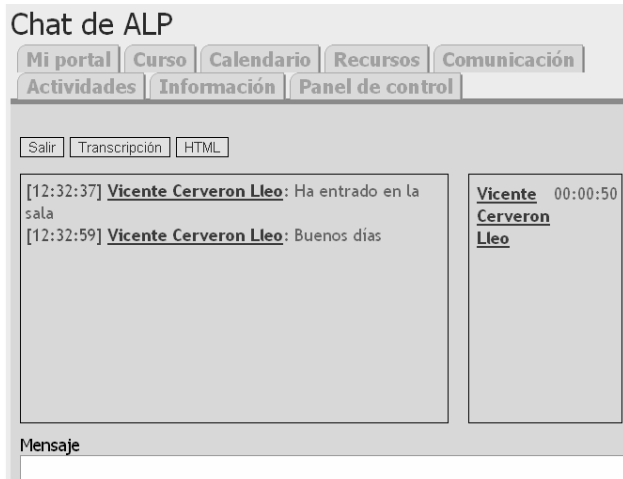 Chat de ALP
Mi portal Curso Calendario Recursos Comunicación
Actividades Información Panel de control
Salir Transcripción HTML
[12:32:37] Vicente Cerveron Lleo: Ha entrado en la
sala
[12:32:59] Vicente Cerveron Lleo: Buenos días
Vicente 00:00:50
Cerveron
Lleo
Mensaje